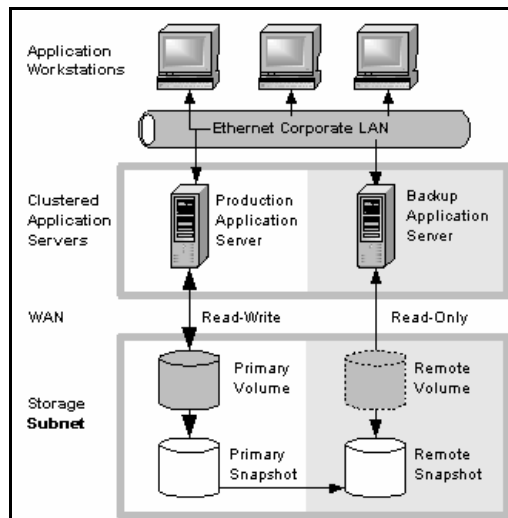 Application
Workstations
Ethernet Corporate LAN
Clustered
Application
Servers
Production
Application
Server
Backup
Application
Server
WAN
Read-Write
Read-Only
Storage
Subnet
Primary
Volume
Remote
Volume
Primary
Snapshot
Remote
Snapshot